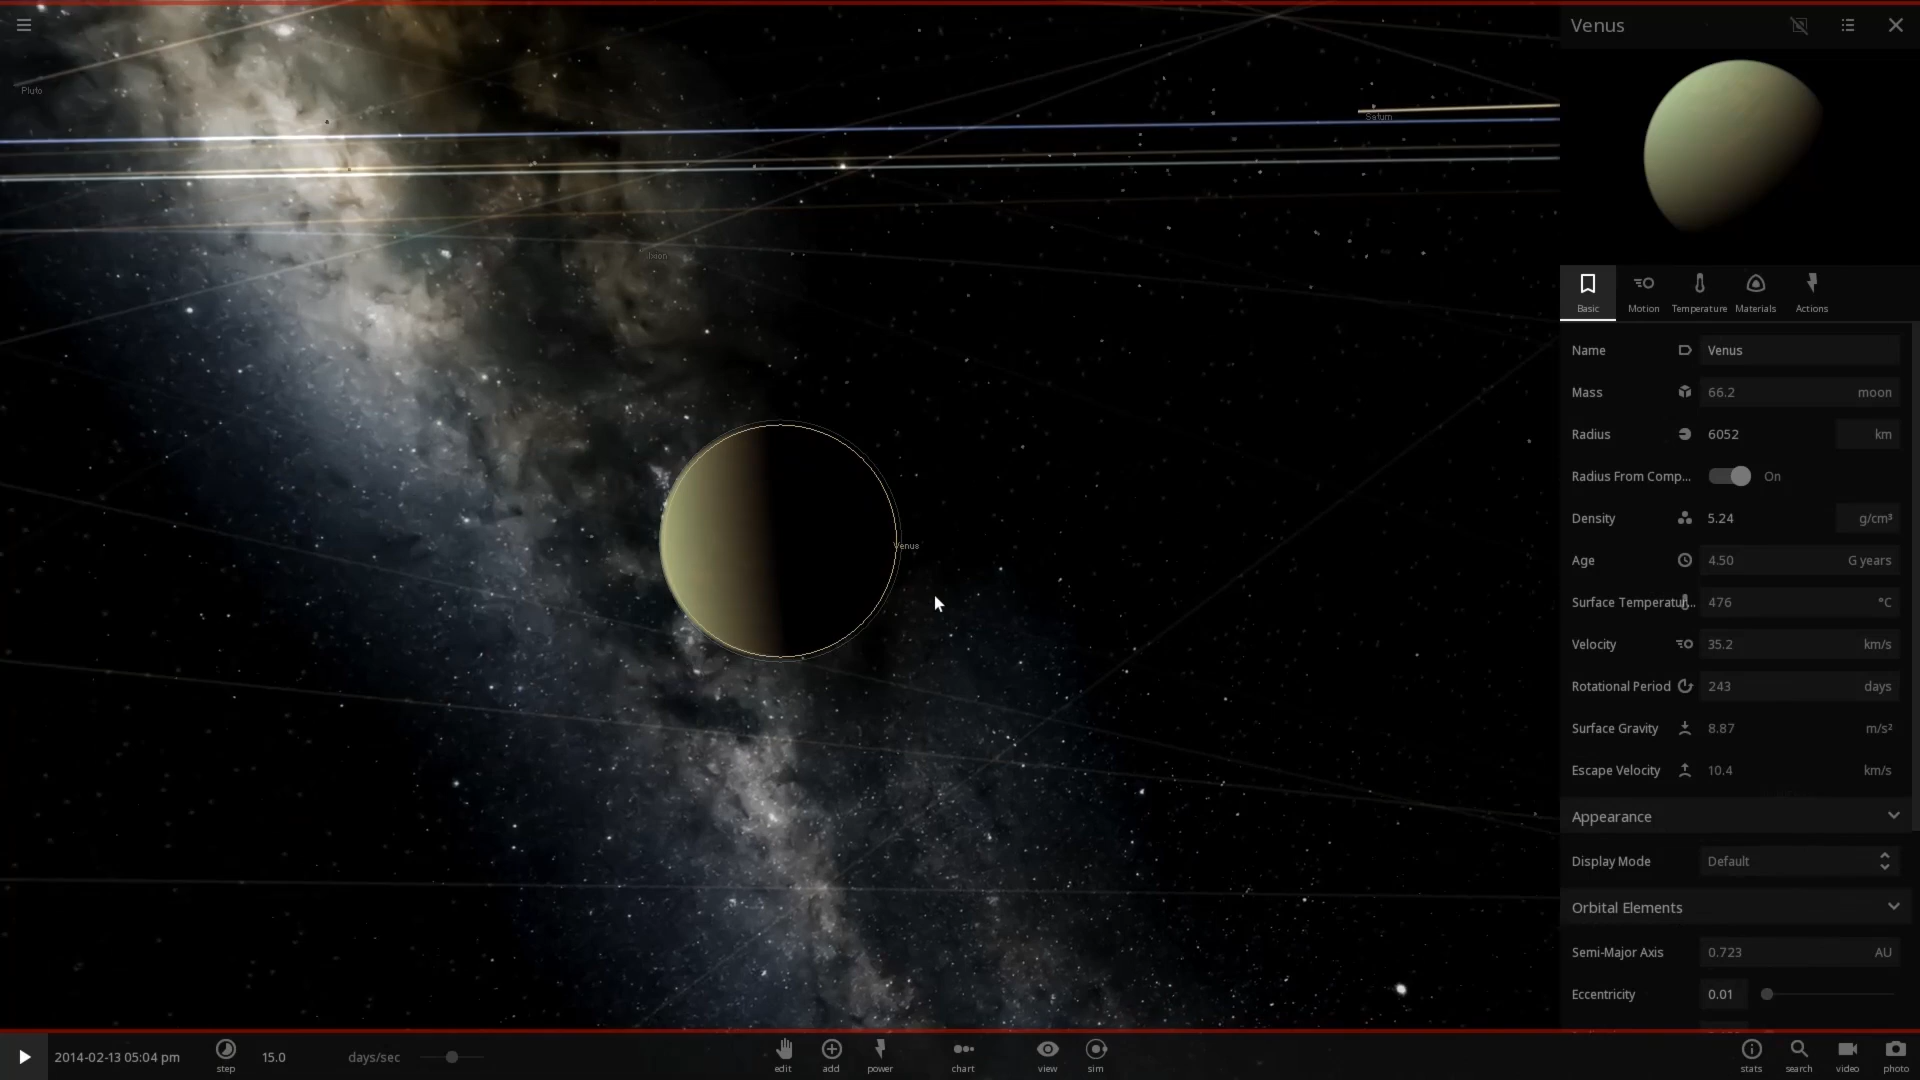 Venus
Pluto
Saturn
Ixion
Venus
Basic
Motion
Temperature
Materials
Actions
Name Venus
Mass 66.2 moon
Radius 6052 km
Radius From Comp... On
Density 5.24 g/cm³
Age 4.50 G years
Surface Temperatur... 476 °C
Velocity 35.2 km/s
Rotational Period 243 days
Surface Gravity 8.87 m/s²
Escape Velocity 10.4 km/s
Appearance
Display Mode Default
Orbital Elements
Semi-Major Axis 0.723 AU
Eccentricity 0.01
2014-02-13 05:04 pm
step
15.0 days/sec
edit
add
power
chart
view
sim
stats
search
video
photo